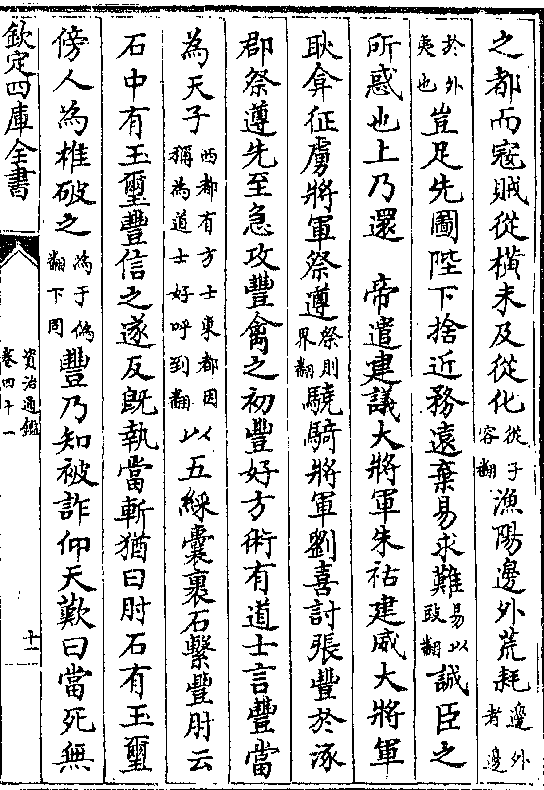 之都而寇賊從橫未及從化從子容翻漁陽邊外荒耗邊外者邊
於外夷也豈足先圖陛下捨近務遠棄易求難易以豉翻誠臣之
所惑也上乃還　帝遣建議大將軍朱祜建威大將軍
耿弇征虜將軍祭遵祭則界翻驍騎將軍劉喜討張豐於涿
郡祭遵先至急攻豐禽之初豐好方術有道士言豐當
為天子西都有方士東都因稱為道士好呼到翻以五綵囊裹石繫豐肘云
石中有玉璽豐信之遂反既執當斬猶曰肘石有玉璽
傍人為椎破之為于偽翻下同豐乃知被詐仰天歎曰當死無
欽定四庫全書
資治通鑑
卷四十一
十一